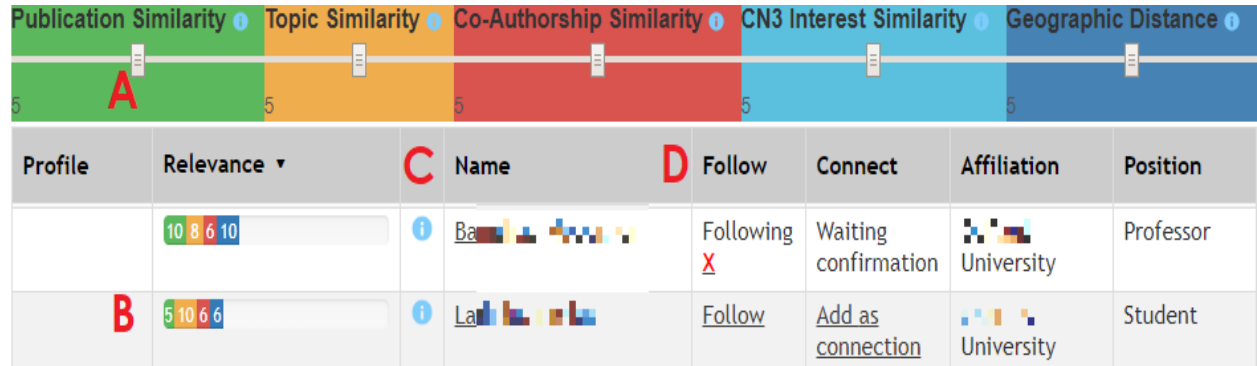 Publication Similarity Topic Similarity Co-Authorship Similarity CN3 Interest Similarity Geographic Distance
A
5 5 5 5 5
Profile Relevance ▼ C Name D Follow Connect Affiliation Position
10 8 6 10 Ba Following Waiting Professor
X confirmation University
B 5 10 6 6 La Follow Add as Student
connection University